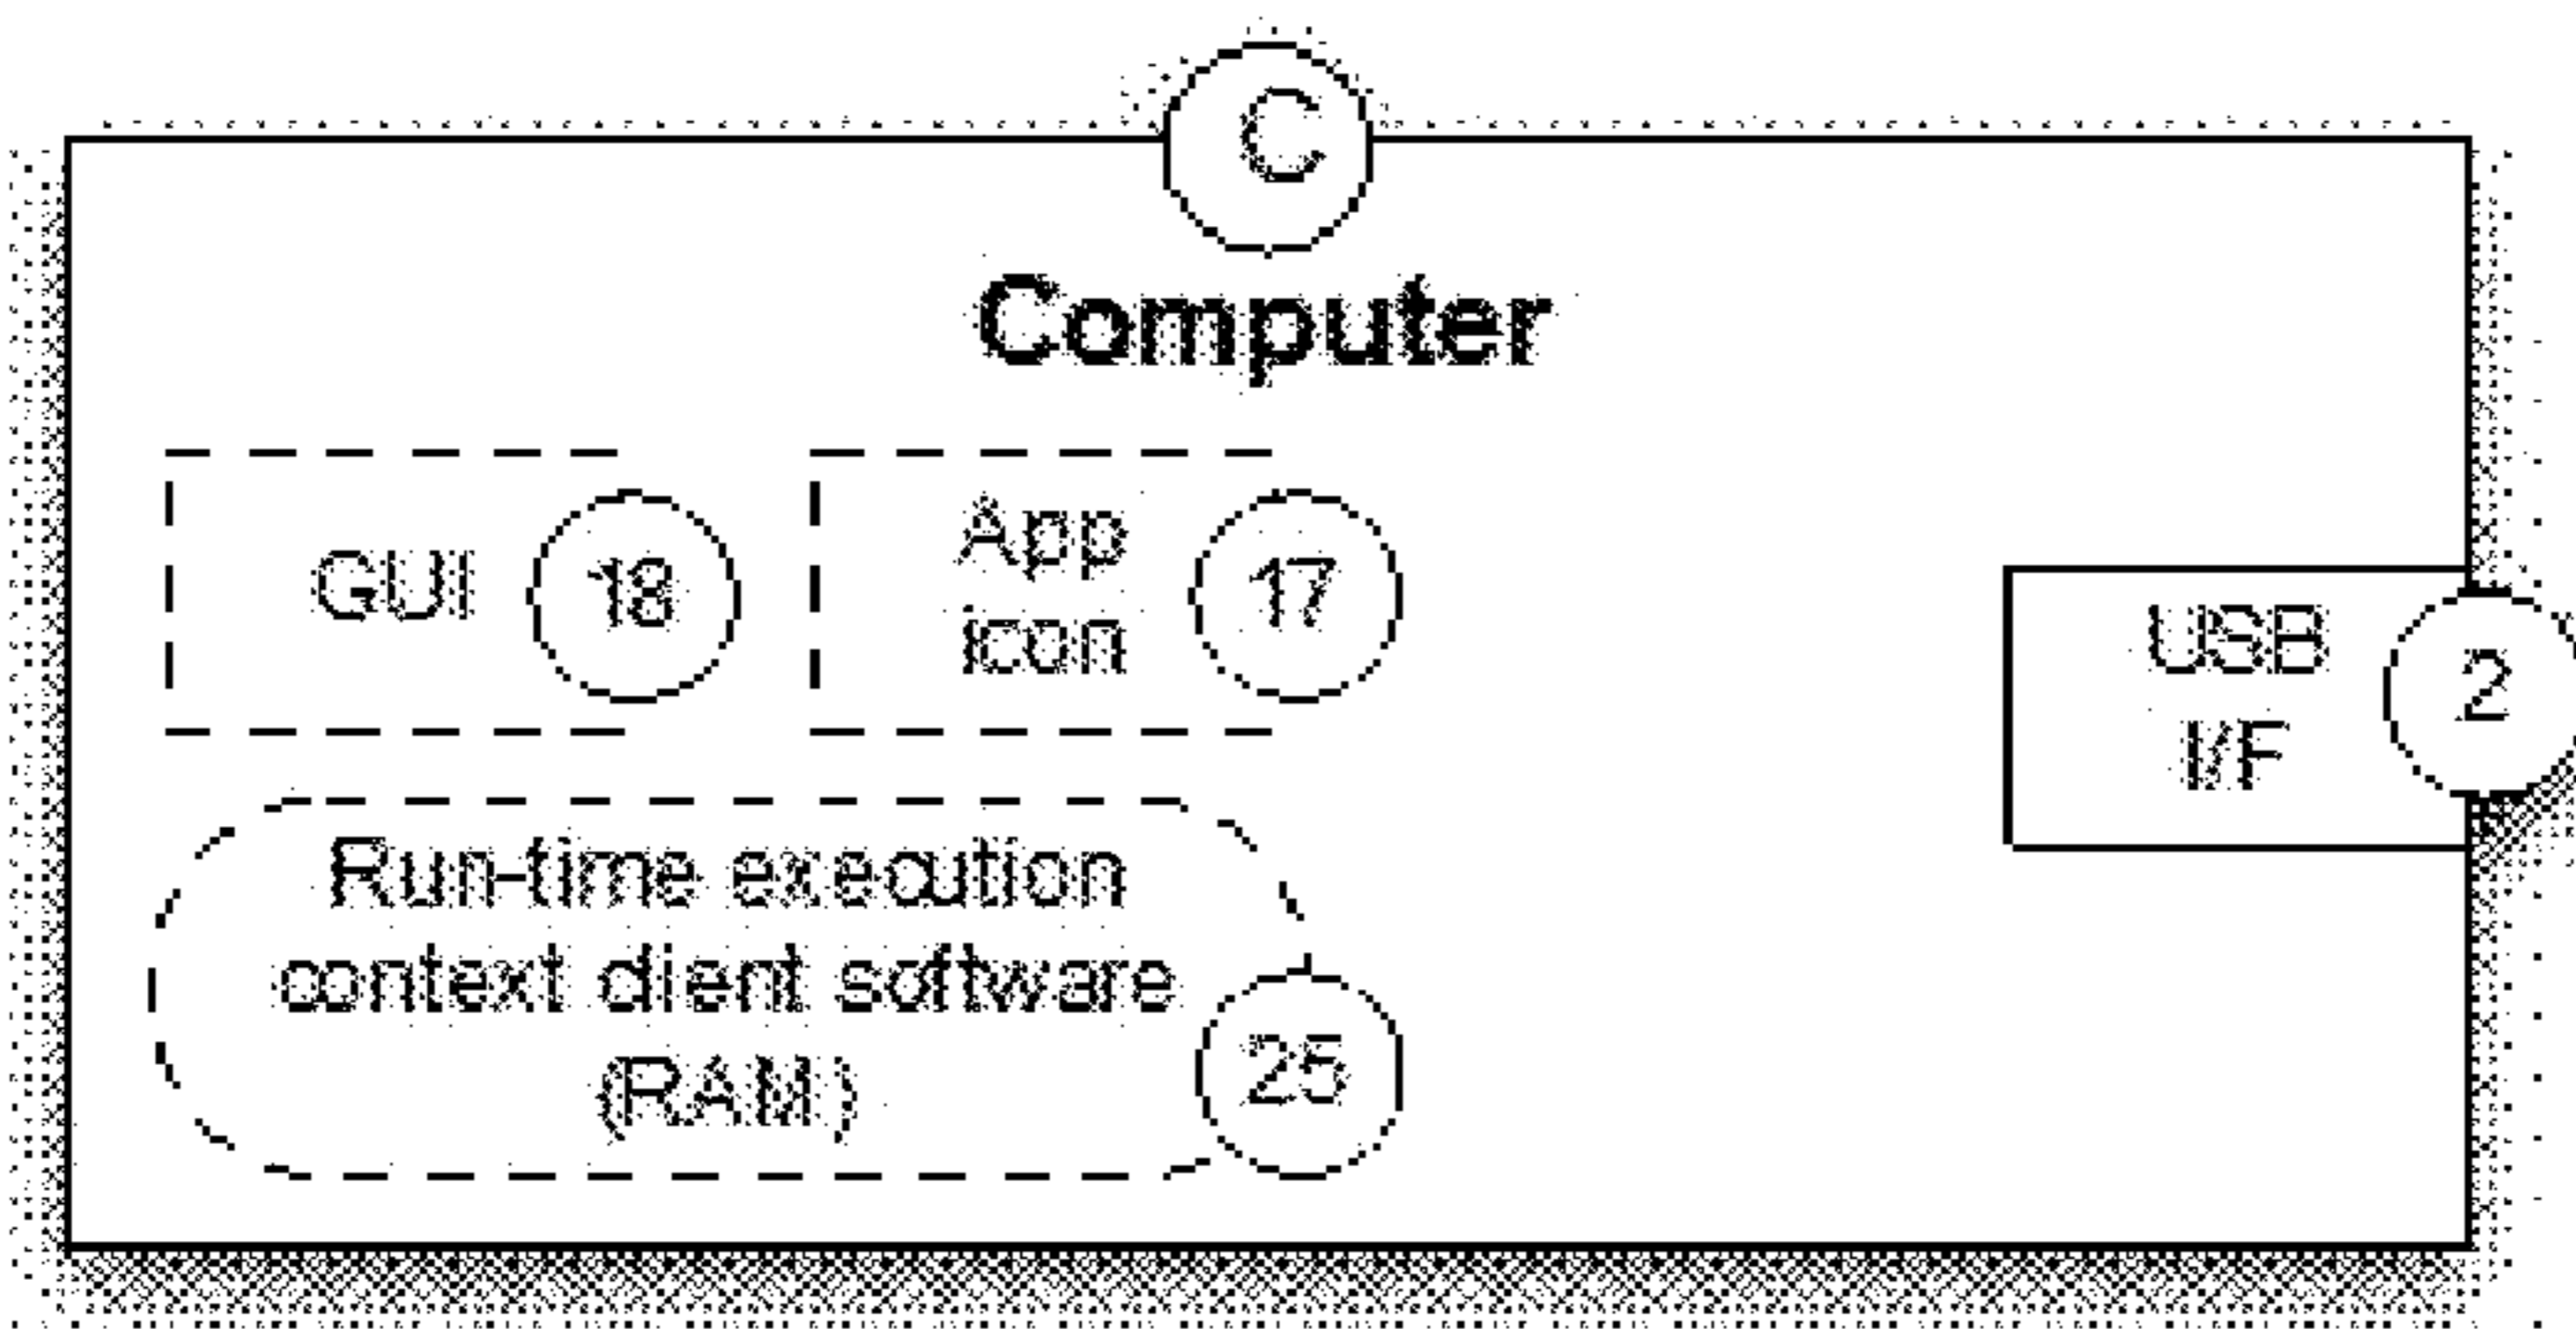 C
Computer
GUI
18
App
icon
17
USB
I/F
2
Run-time execution
context client software
(RAM)
25